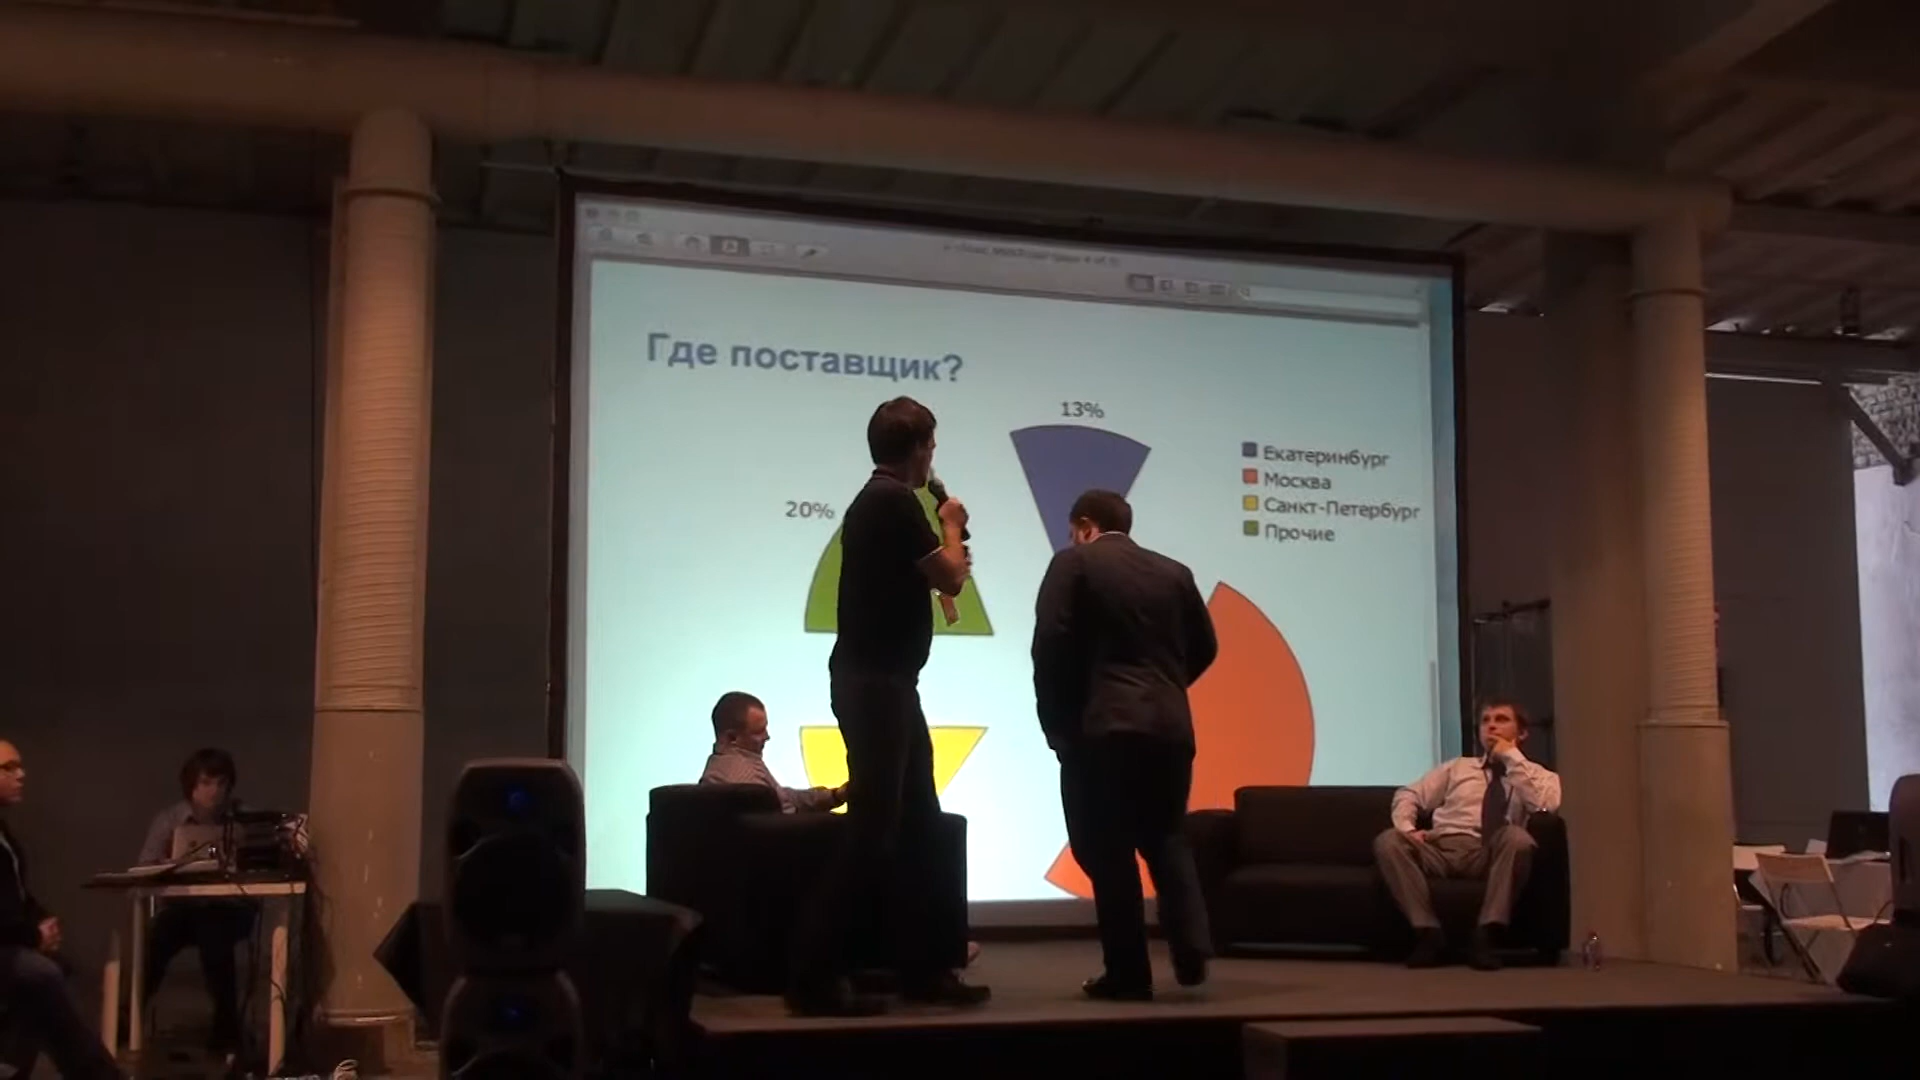 Где поставщик?
13%
20%
Екатеринбург
Москва
Санкт-Петербург
Прочие